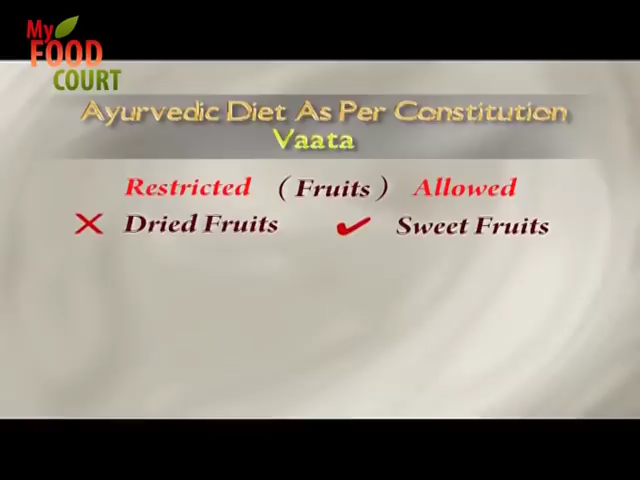 My
FOOD
COURT
Ayurvedic Diet As Per Constitution
Vaata
Restricted (Fruits) Allowed
Dried Fruits Sweet Fruits